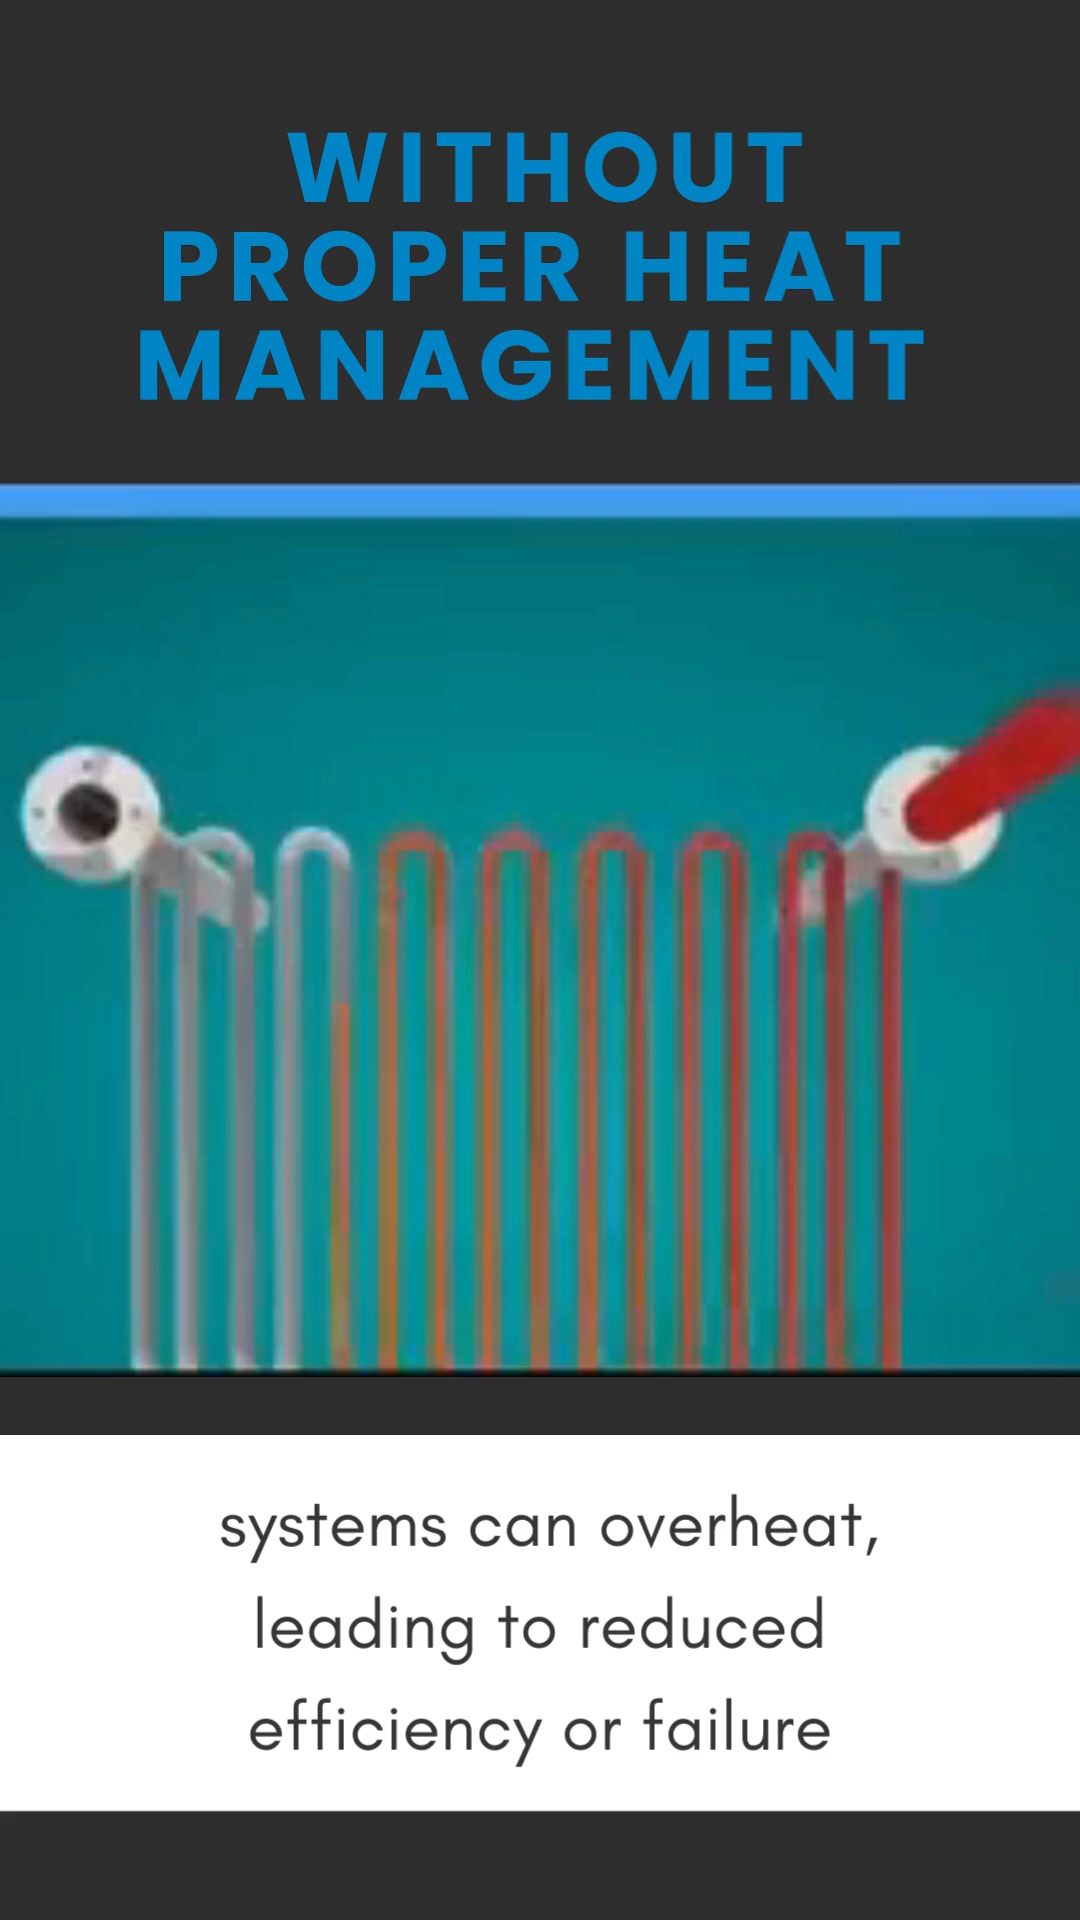 WITHOUT
PROPER HEAT
MANAGEMENT
systems can overheat,
leading to reduced
efficiency or failure